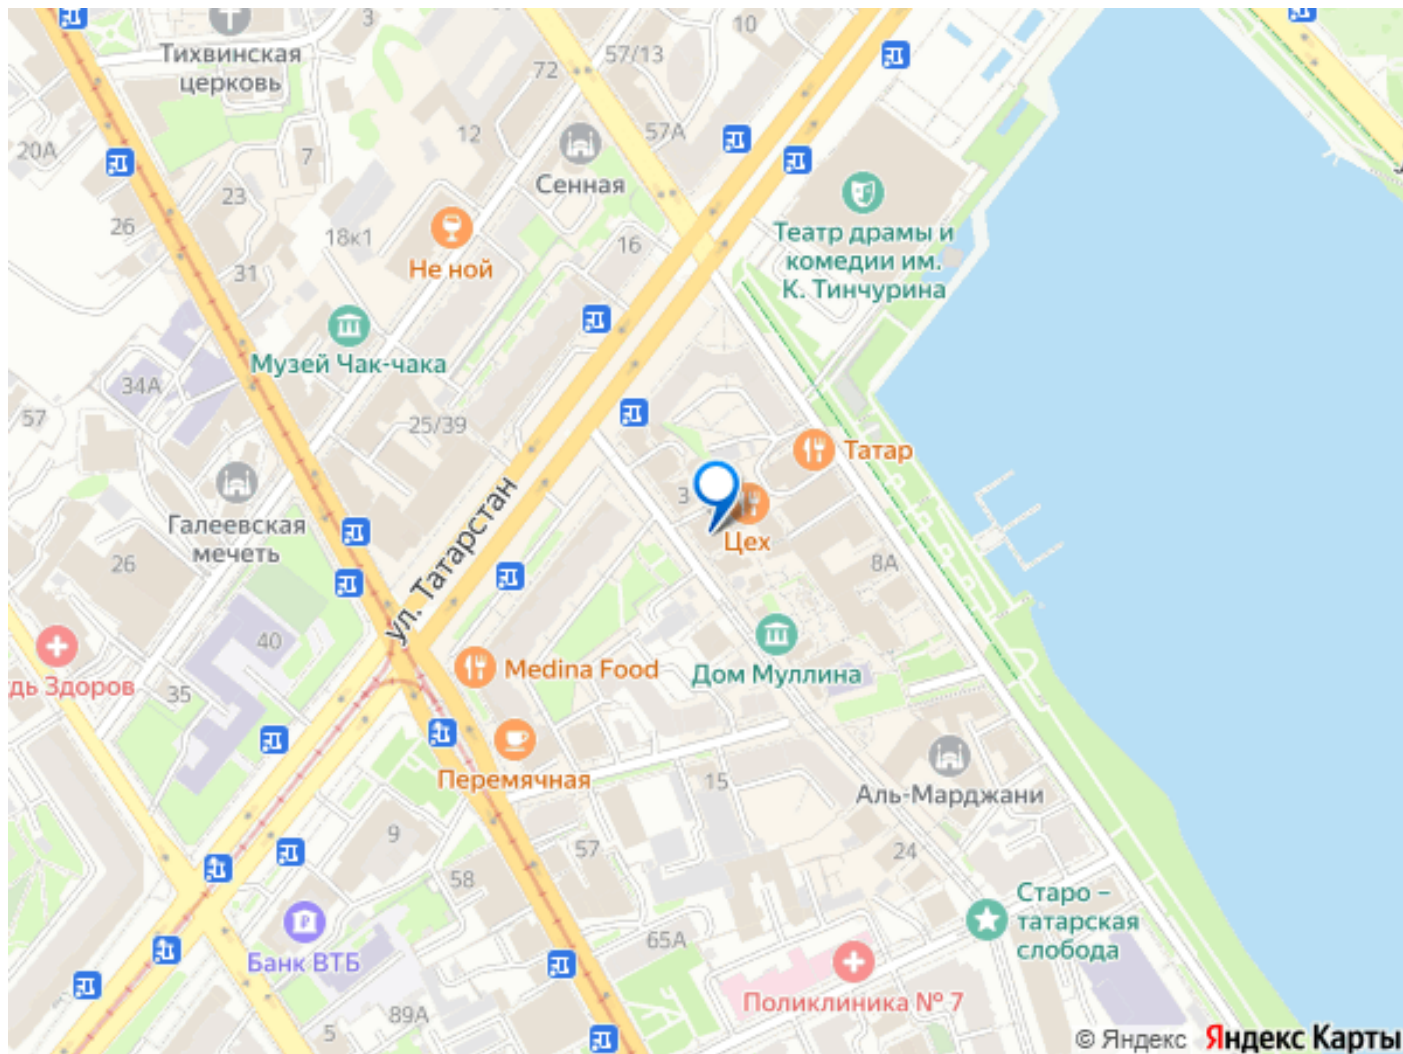 Тихвинская
церковь
3
10
57/13
72
57А
12
20А
7
Сенная
23
26
18к1
16
31
Не ной
Театр драмы и
комедии им.
К. Тинчурина
Музей Чак-чака
34А
57
25/39
Татар
3
Цех
ул. Татарстан
Галеевская
мечеть
26
8А
40
Medina Food
Дом Муллина
дь Здоров
35
Перемячная
15
Аль-Марджани
9
57
24
58
Старо –
татарская
слобода
65А
Банк ВТБ
Поликлиника № 7
89А
5
© Яндекс Яндекс Карты